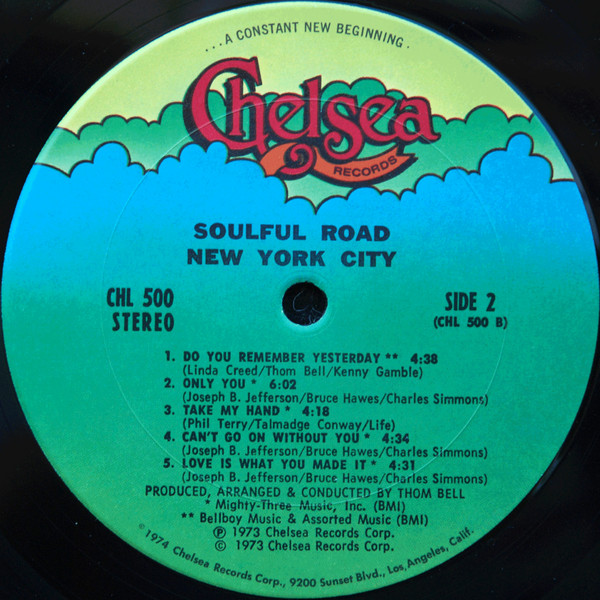 ...A CONSTANT NEW BEGINNING.
Chelsea
RECORDS
SOULFUL ROAD
NEW YORK CITY
CHL 500
STEREO
SIDE 2
(CHL 500 B)
1. DO YOU REMEMBER YESTERDAY ** 4:38
(Linda Creed/Thom Bell/Kenny Gamble)
2. ONLY YOU * 6:02
(Joseph B. Jefferson/Bruce Hawes/Charles Simmons)
3. TAKE MY HAND * 4:18
(Phil Terry/Talmadge Conway/Life)
4. CAN'T GO ON WITHOUT YOU * 4:34
(Joseph B. Jefferson/Bruce Hawes/Charles Simmons)
5. LOVE IS WHAT YOU MADE IT * 4:31
(Joseph B. Jefferson/Bruce Hawes/Charles Simmons)
PRODUCED, ARRANGED & CONDUCTED BY THOM BELL
* Mighty-Three Music, Inc. (BMI)
** Bellboy Music & Assorted Music (BMI)
℗ 1973 Chelsea Records Corp.
© 1973 Chelsea Records Corp.
©1974 Chelsea Records Corp., 9200 Sunset Blvd., Los Angeles, Calif.